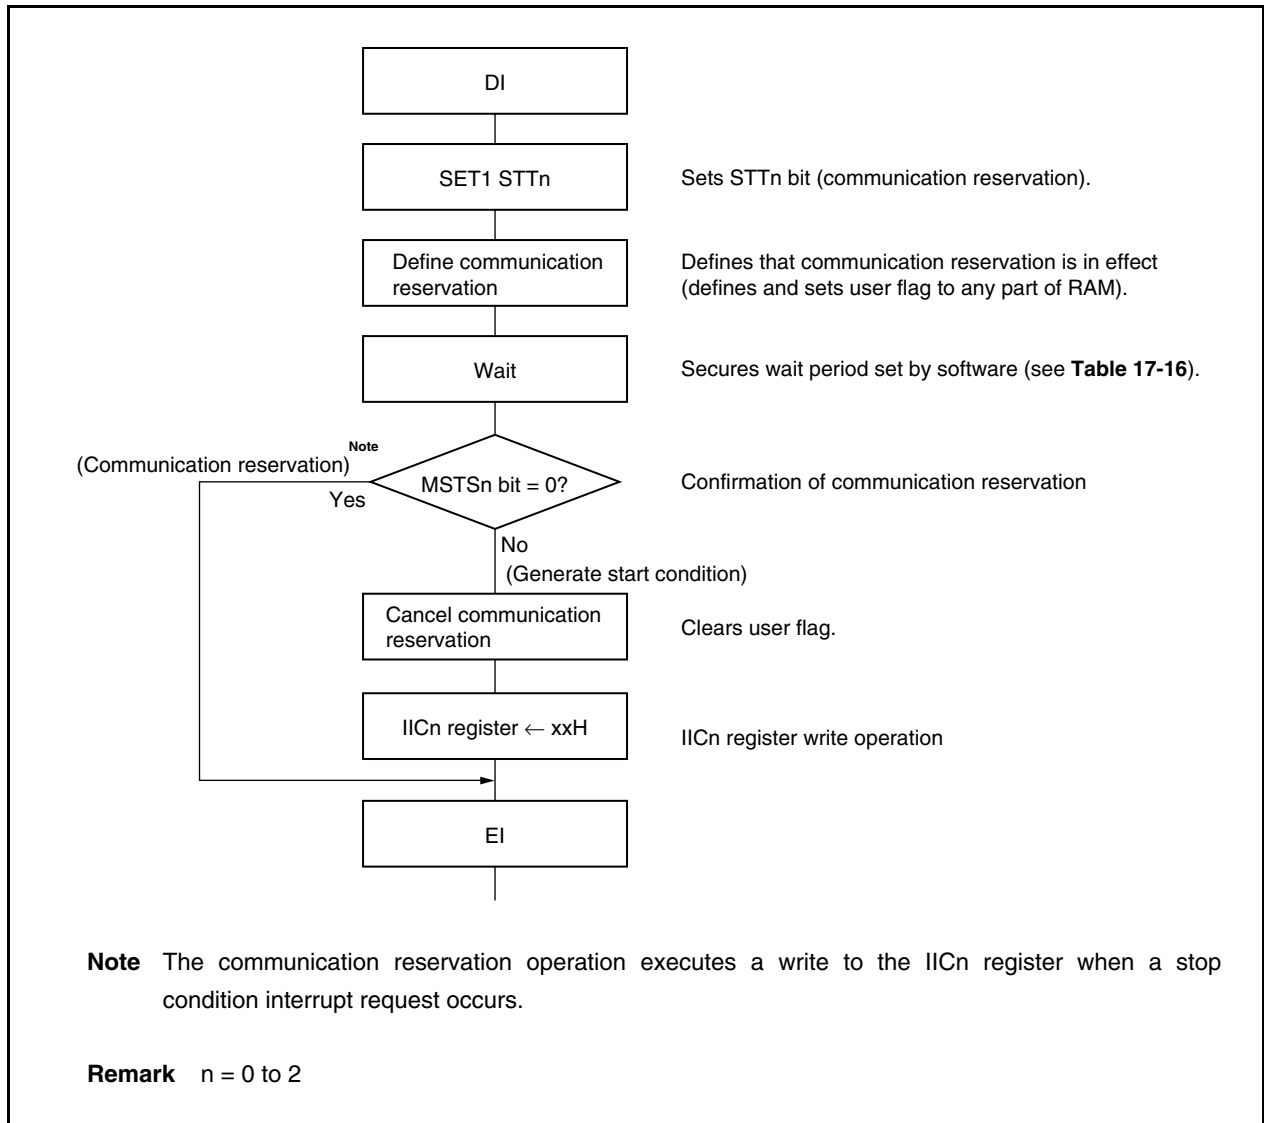 DI
SET1 STTn
Sets STTn bit (communication reservation).
Define communication
reservation
Defines that communication reservation is in effect
(defines and sets user flag to any part of RAM).
Wait
Secures wait period set by software (see Table 17-16).
(Communication reservation)Note
Yes
MSTSn bit = 0?
Confirmation of communication reservation
No
(Generate start condition)
Cancel communication
reservation
Clears user flag.
IICn register ← xxH
IICn register write operation
EI
Note The communication reservation operation executes a write to the IICn register when a stop
condition interrupt request occurs.
Remark n = 0 to 2